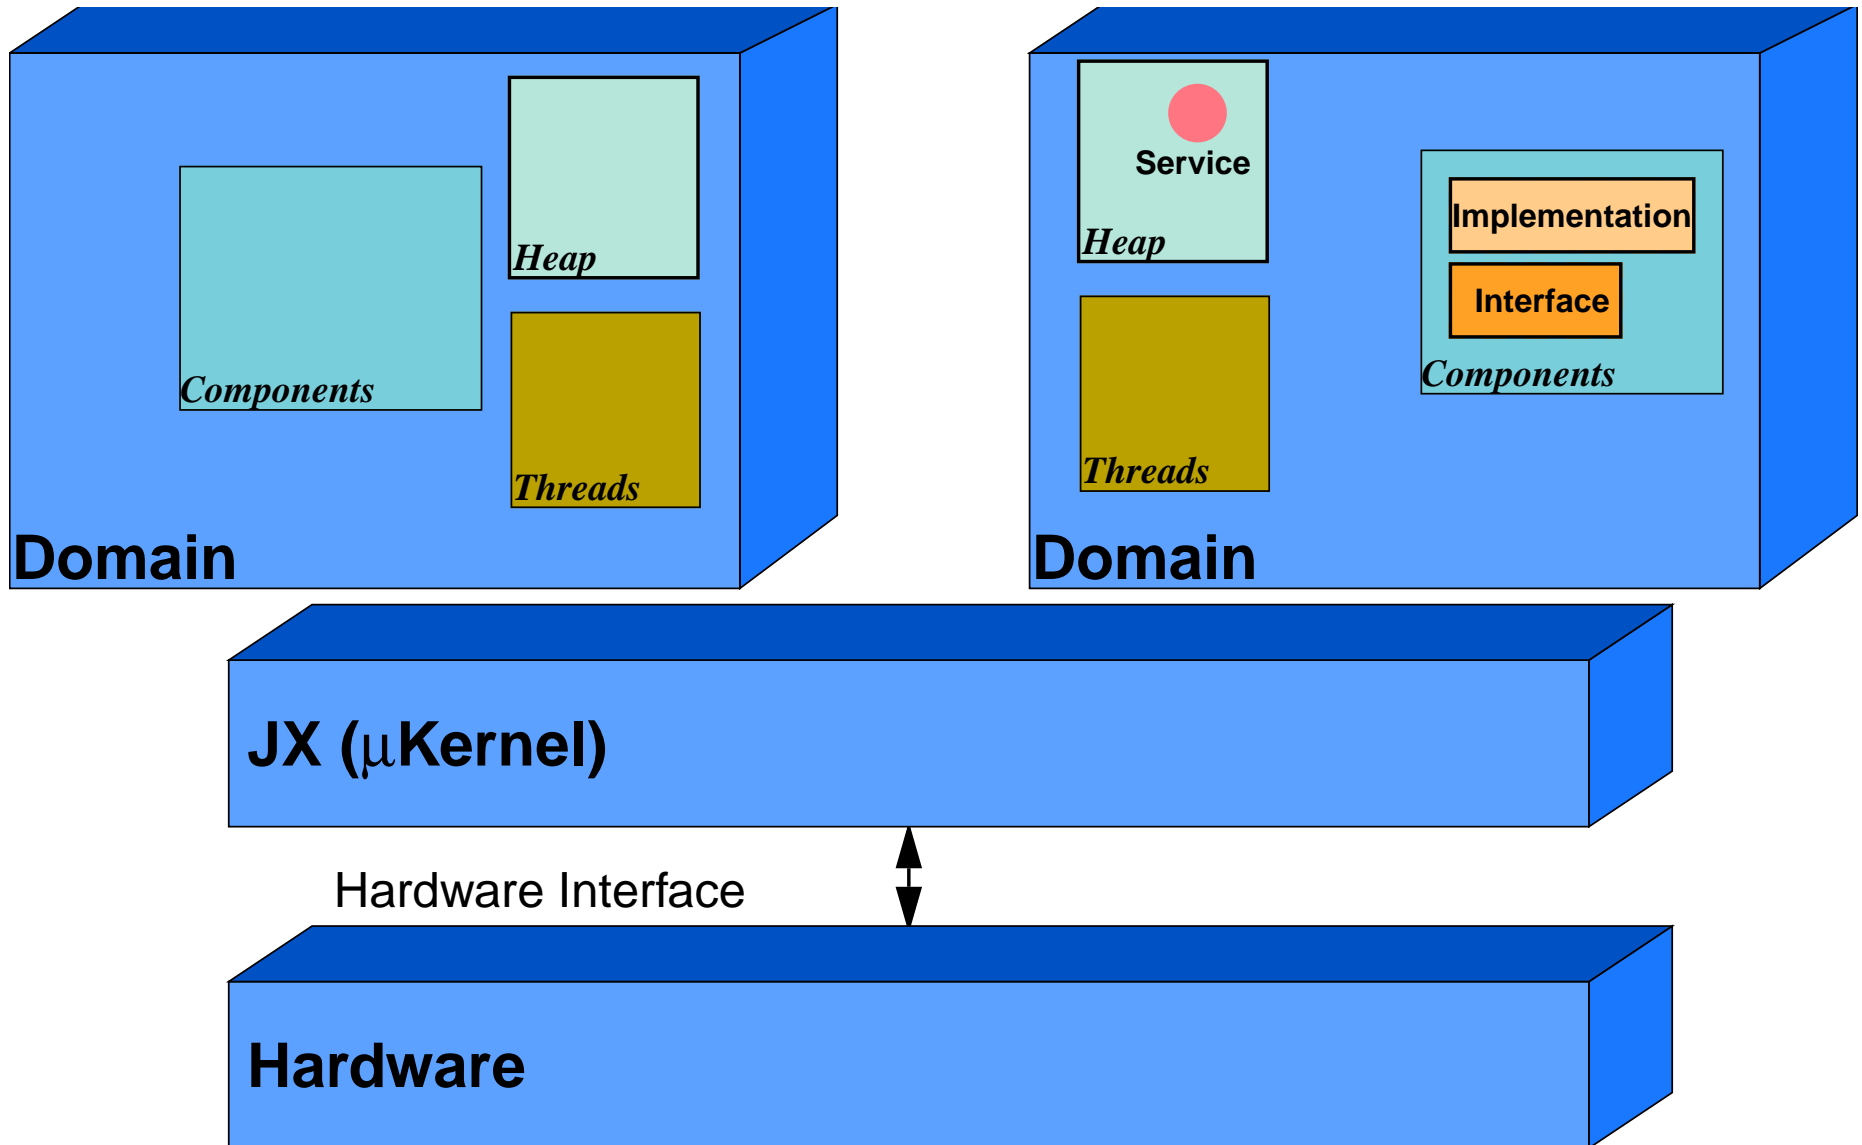 Heap
Components
Threads
Domain
Service
Heap
Implementation
Interface
Components
Threads
Domain
JX (μKernel)
Hardware Interface
Hardware